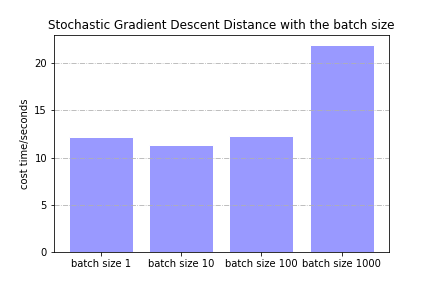 Stochastic Gradient Descent Distance with the batch size
cost time/seconds
20
15
10
5
0
batch size 1 batch size 10 batch size 100 batch size 1000